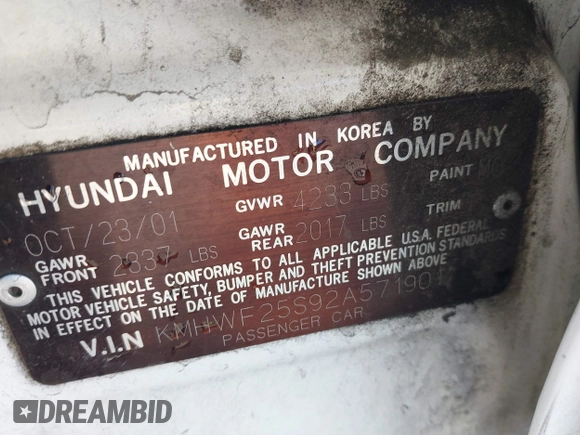 MANUFACTURED IN KOREA BY
HYUNDAI MOTOR COMPANY
OCT/23/01 GVWR 4233 LBS PAINT
GAWR FRONT LBS GAWR REAR 2017 LBS TRIM
THIS VEHICLE CONFORMS TO ALL APPLICABLE U.S.A. FEDERAL
MOTOR VEHICLE SAFETY, BUMPER AND THEFT PREVENTION STANDARDS
IN EFFECT ON THE DATE OF MANUFACTURE SHOWN ABOVE
V.I.N
PASSENGER CAR
DREAMBID